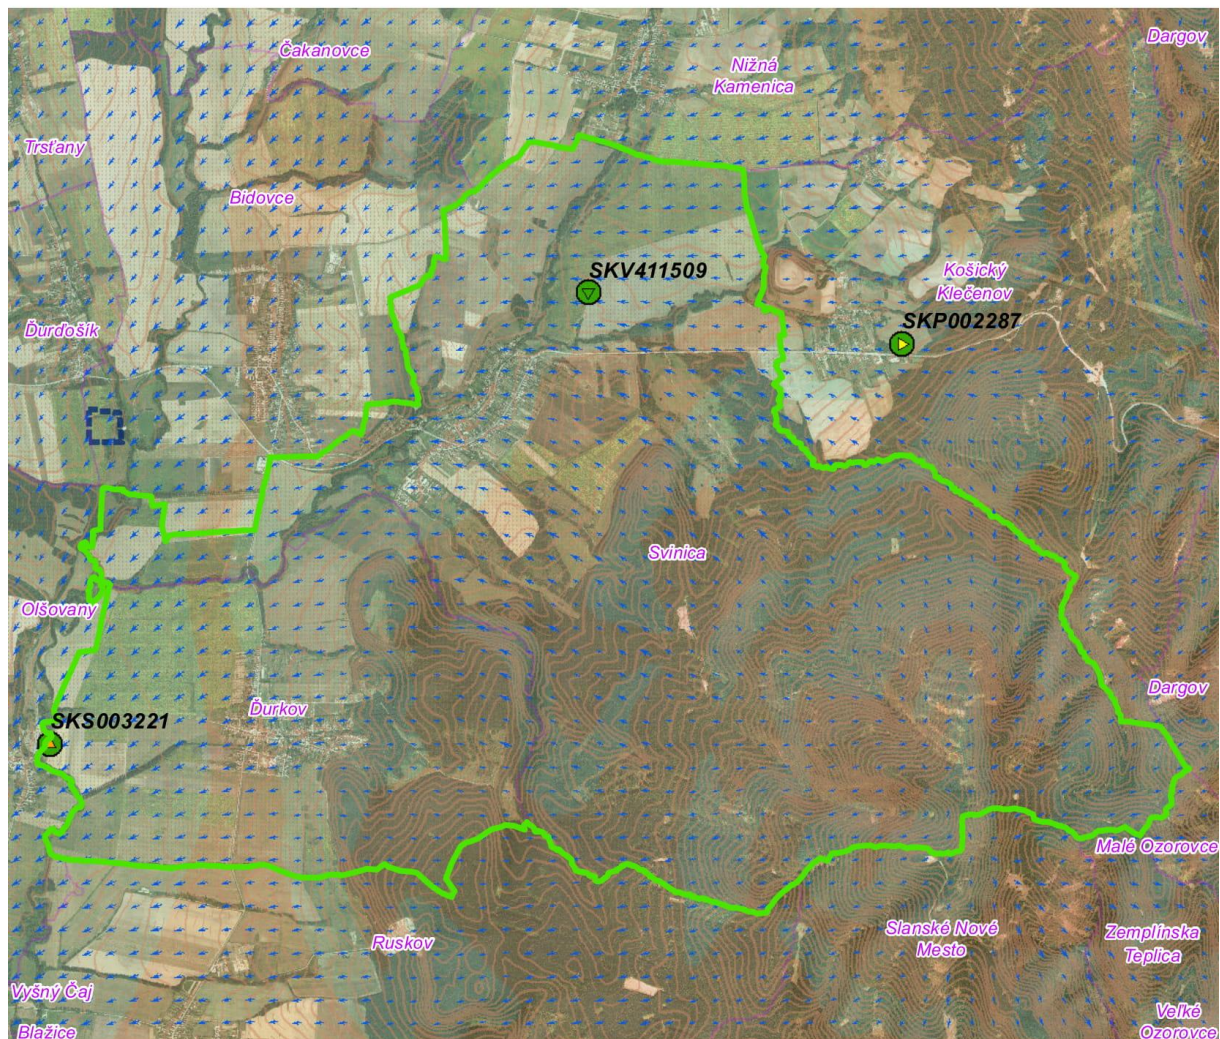 Dargov
Čakanovce
Nižná
Kamenica
Trsťany
Bidovce
SKV411509
Košický
Klečenov
SKP002287
Ďurďošík
Svinica
Olšovany
Dargov
Ďurkov
SKS003221
Malé Ozorovce
Slanské Nové
Mesto
Zemplínska
Teplica
Ruskov
Vyšný Čaj
Veľké
Ozorovce
Blažice